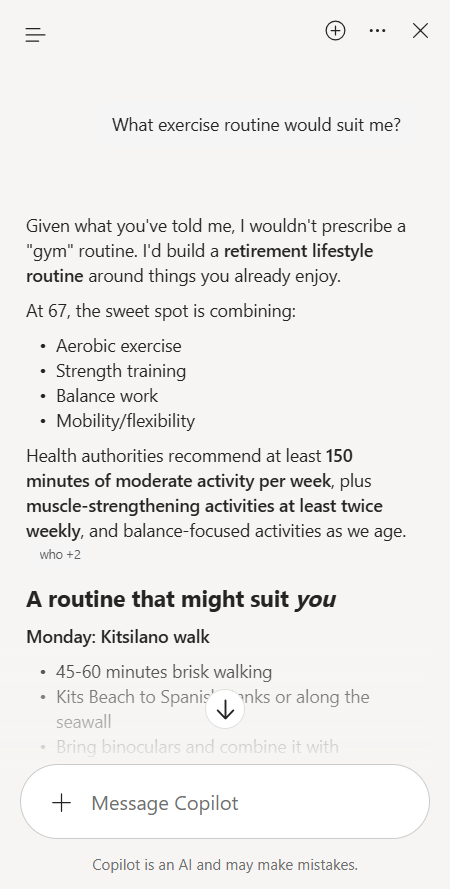 What exercise routine would suit me?
Given what you've told me, I wouldn't prescribe a
"gym" routine. I'd build a retirement lifestyle
routine around things you already enjoy.
At 67, the sweet spot is combining:
• Aerobic exercise
• Strength training
• Balance work
• Mobility/flexibility
Health authorities recommend at least 150
minutes of moderate activity per week, plus
muscle-strengthening activities at least twice
weekly, and balance-focused activities as we age.
who +2
A routine that might suit you
Monday: Kitsilano walk
• 45-60 minutes brisk walking
• Kits Beach to Spanish Banks or along the
seawall
• Bring binoculars and combine it with
Message Copilot
Copilot is an AI and may make mistakes.